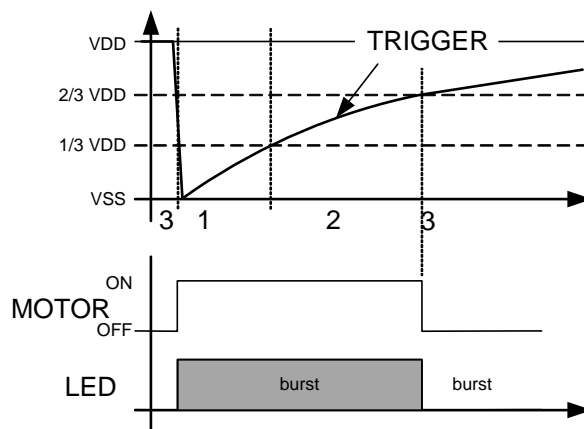 VDD
TRIGGER
2/3 VDD
1/3 VDD
VSS
3 1 2 3
ON
MOTOR
OFF
LED
burst burst